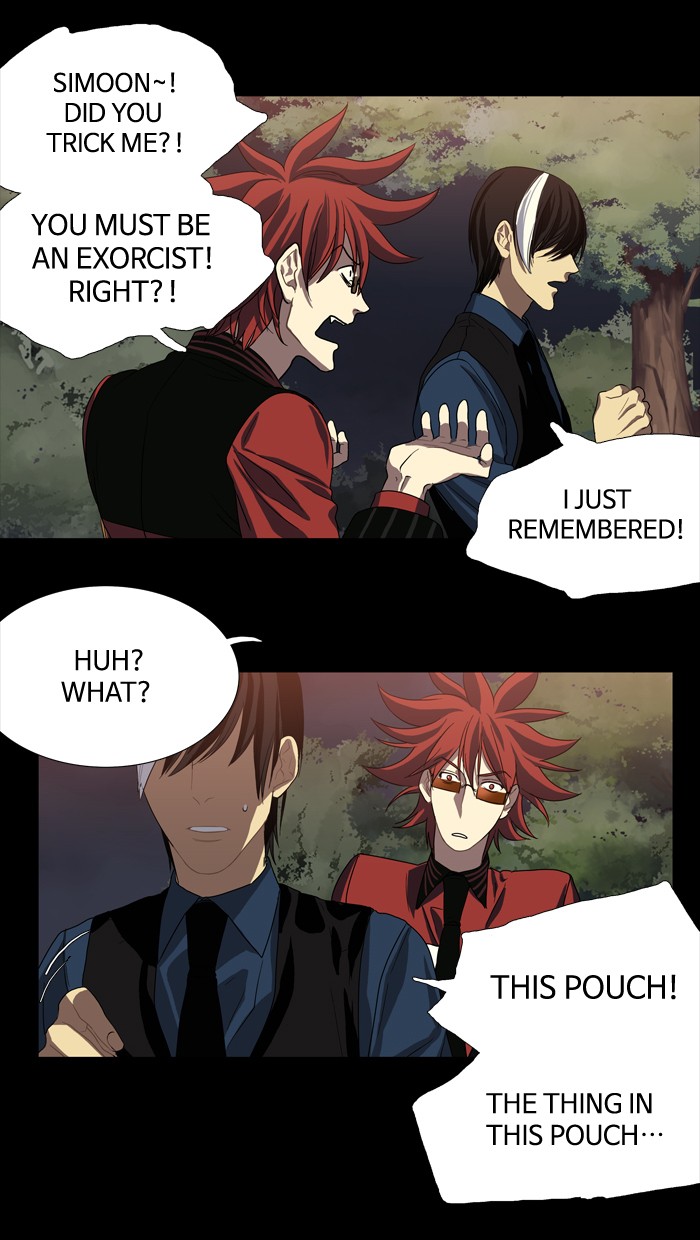 SIMOON~!
DID YOU
TRICK ME?!
YOU MUST BE
AN EXORCIST!
RIGHT?!
I JUST
REMEMBERED!
HUH?
WHAT?
THIS POUCH!
THE THING IN
THIS POUCH…